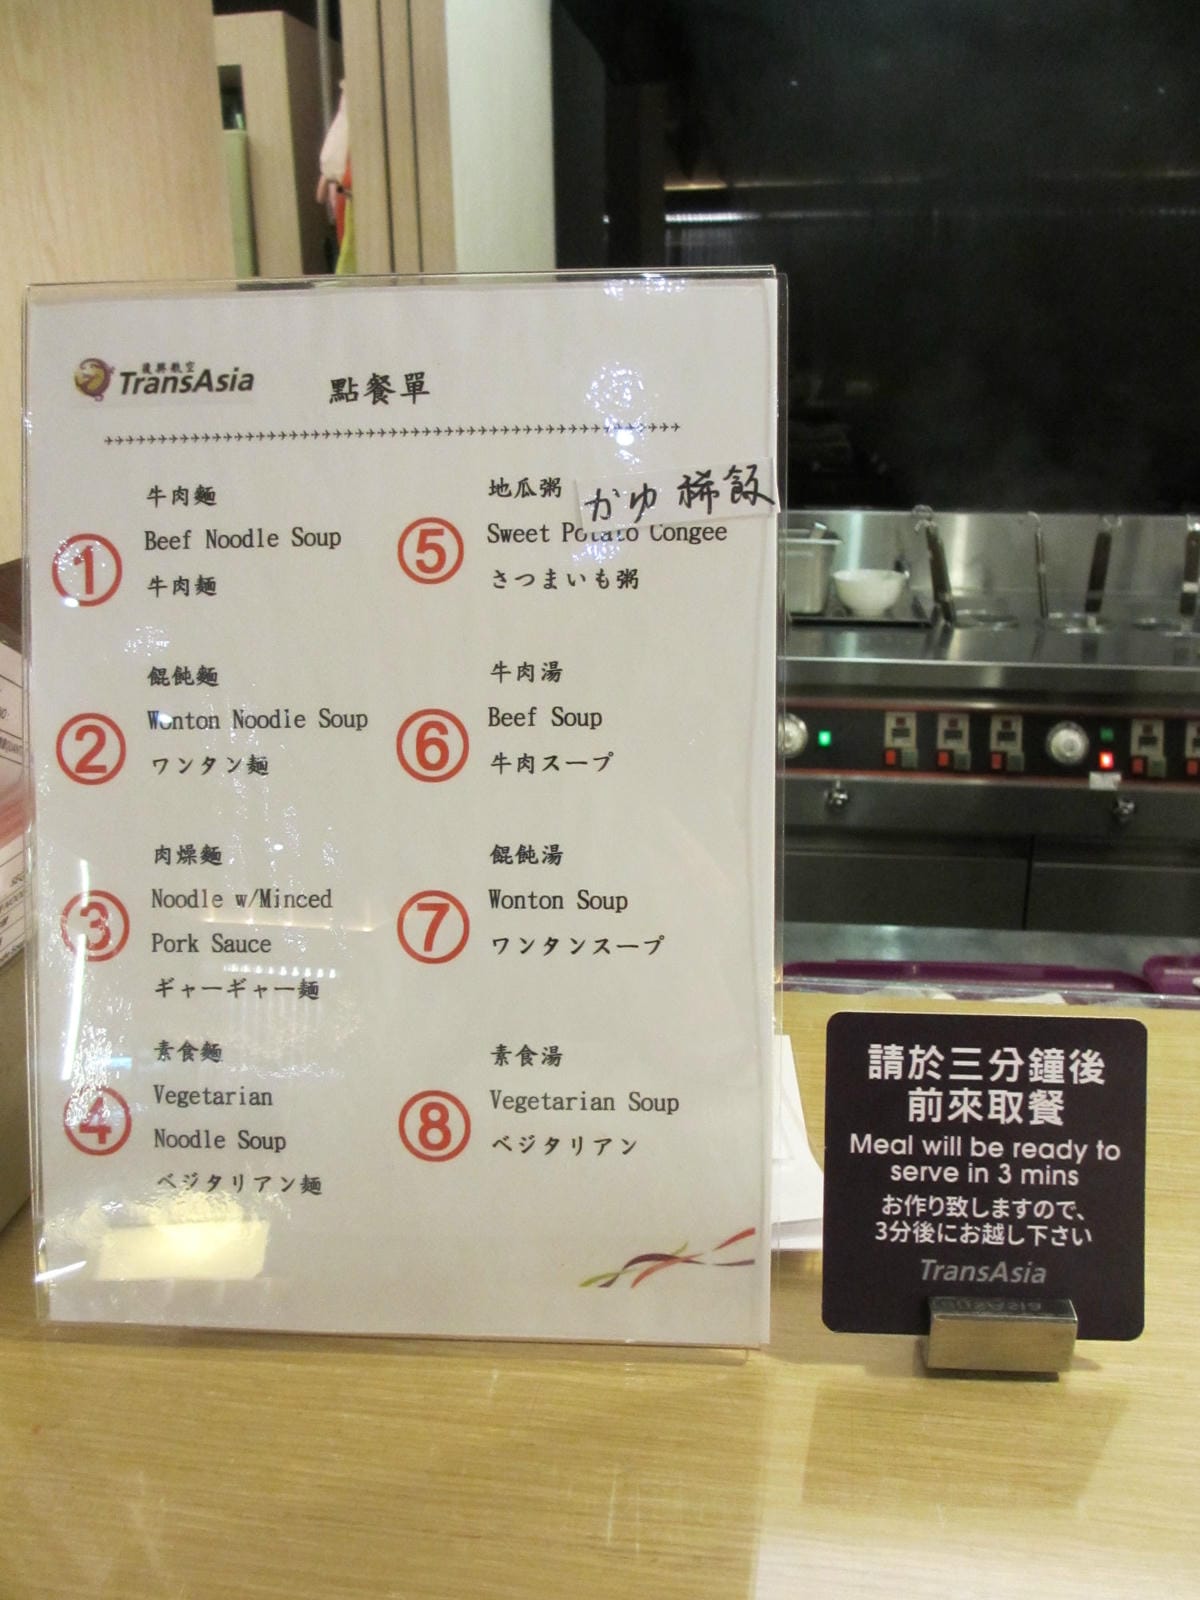 復興航空
TransAsia
點餐單
①
牛肉麵
Beef Noodle Soup
牛肉麺
②
餛飩麵
Wonton Noodle Soup
ワンタン麺
③
肉燥麵
Noodle w/Minced
Pork Sauce
ギャーギャー麺
④
素食麵
Vegetarian
Noodle Soup
ベジタリアン麺
⑤
地瓜粥
かゆ 稀飯
Sweet Potato Congee
さつまいも粥
⑥
牛肉湯
Beef Soup
牛肉スープ
⑦
餛飩湯
Wonton Soup
ワンタンスープ
⑧
素食湯
Vegetarian Soup
ベジタリアン
請於三分鐘後
前來取餐
Meal will be ready to
serve in 3 mins
お作り致しますので、
3分後にお越し下さい
TransAsia